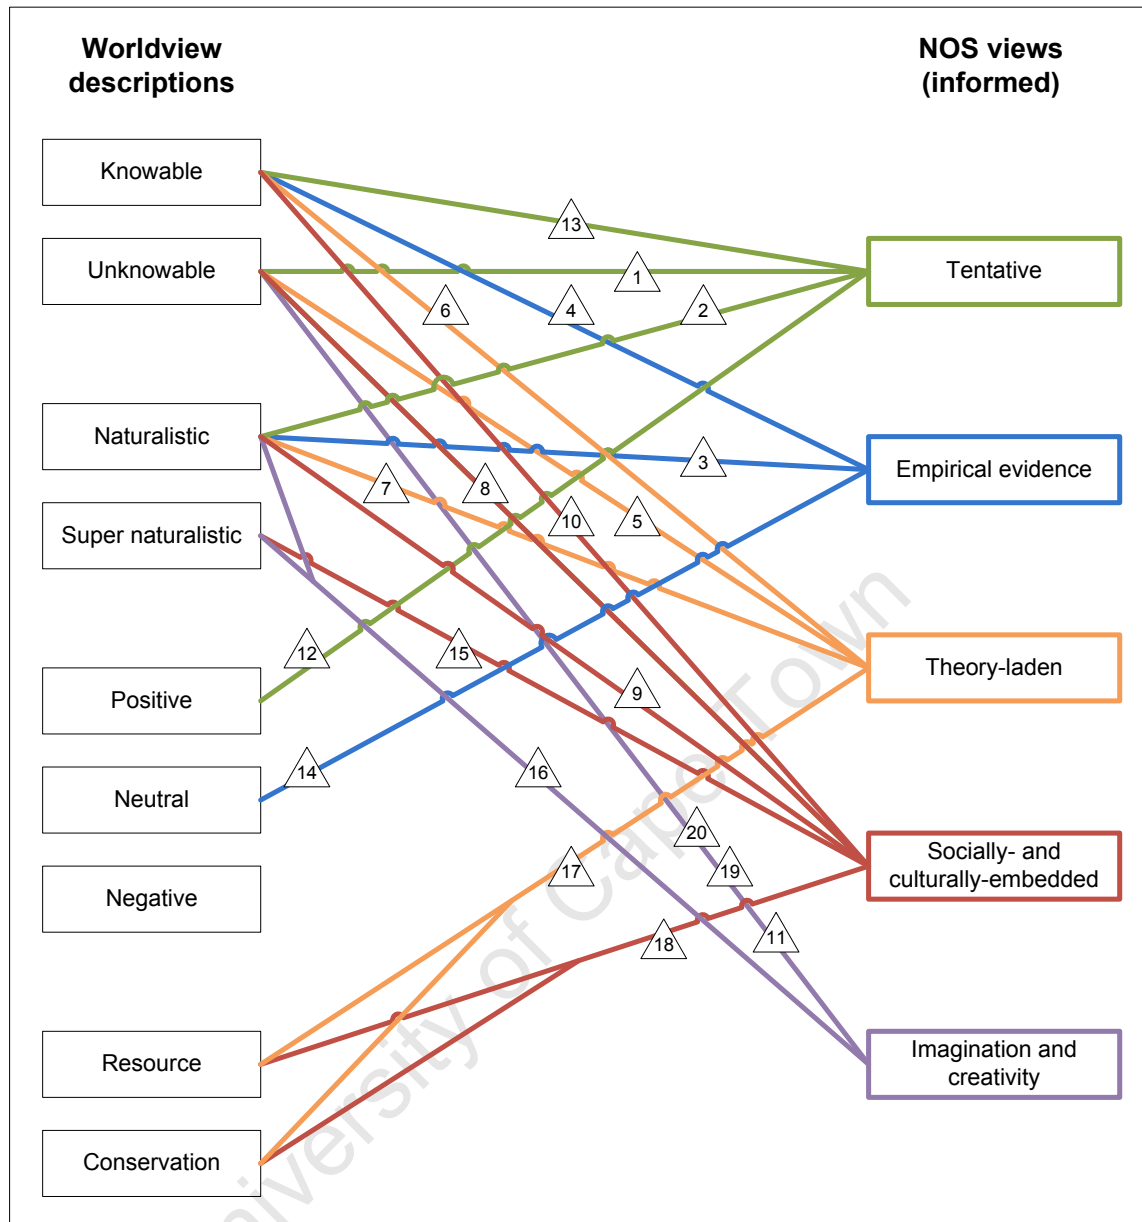 Worldview
descriptions
NOS views
(informed)
Knowable
Unknowable
Naturalistic
Super naturalistic
Positive
Neutral
Negative
Resource
Conservation
13
1
2
6
4
3
7
8
10
5
12
15
9
14
16
20
17
19
11
18
Tentative
Empirical evidence
Theory-laden
Socially- and
culturally-embedded
Imagination and
creativity
niversity of Cape Town